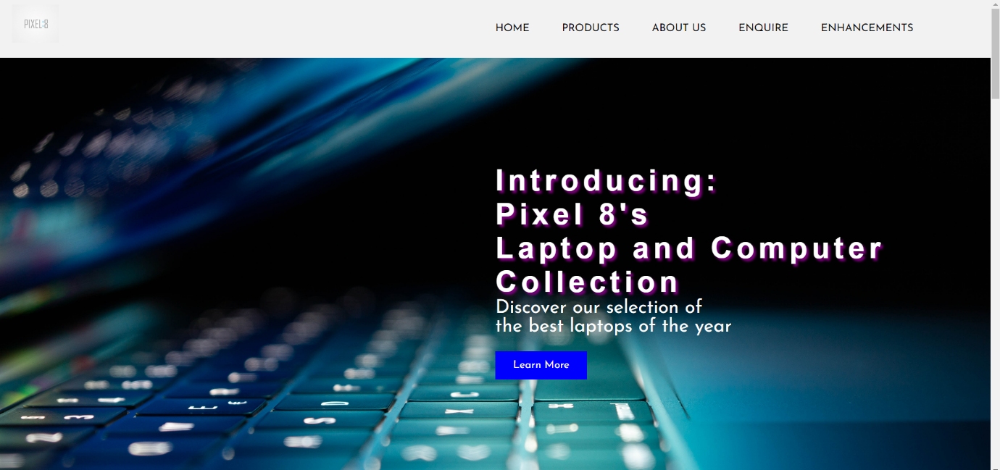 PIXEL:8
HOME PRODUCTS ABOUT US ENQUIRE ENHANCEMENTS
Introducing:
Pixel 8's
Laptop and Computer
Collection
Discover our selection of
the best laptops of the year
Learn More